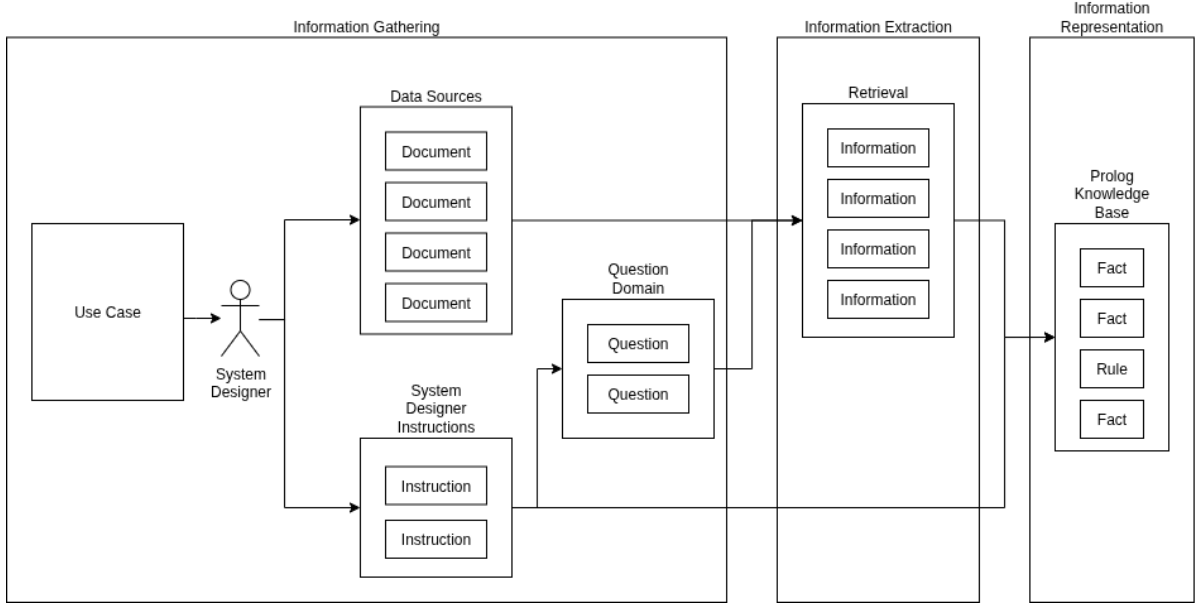 Information Gathering
Information Extraction
Information
Representation
Data Sources
Document
Document
Document
Document
Use Case
System
Designer
System
Designer
Instructions
Instruction
Instruction
Question
Domain
Question
Question
Retrieval
Information
Information
Information
Information
Prolog
Knowledge
Base
Fact
Fact
Rule
Fact